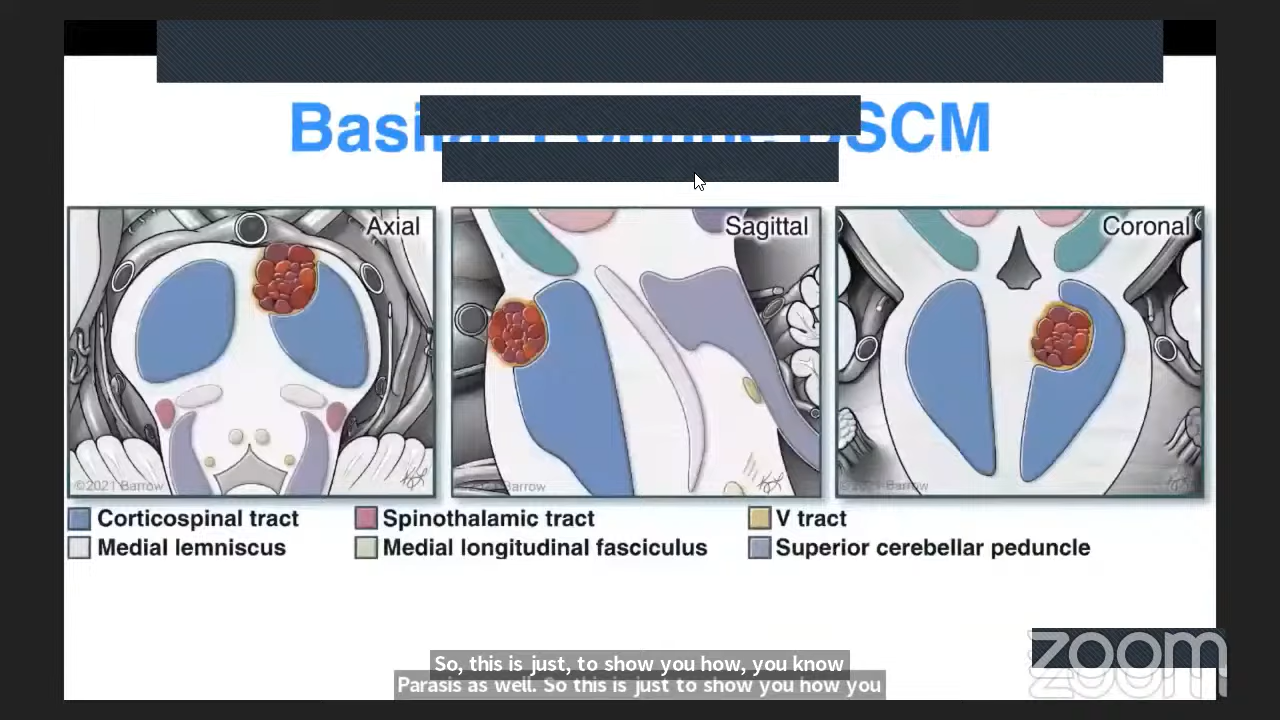 SCM
Axial
Sagittal
Coronal
©2021 Barrow
Barrow
Barrow
Corticospinal tract
Spinothalamic tract
V tract
Medial lemniscus
Medial longitudinal fasciculus
Superior cerebellar peduncle
So, this is just, to show you how, you know
Parasis as well. So this is just to show you how you
zoom